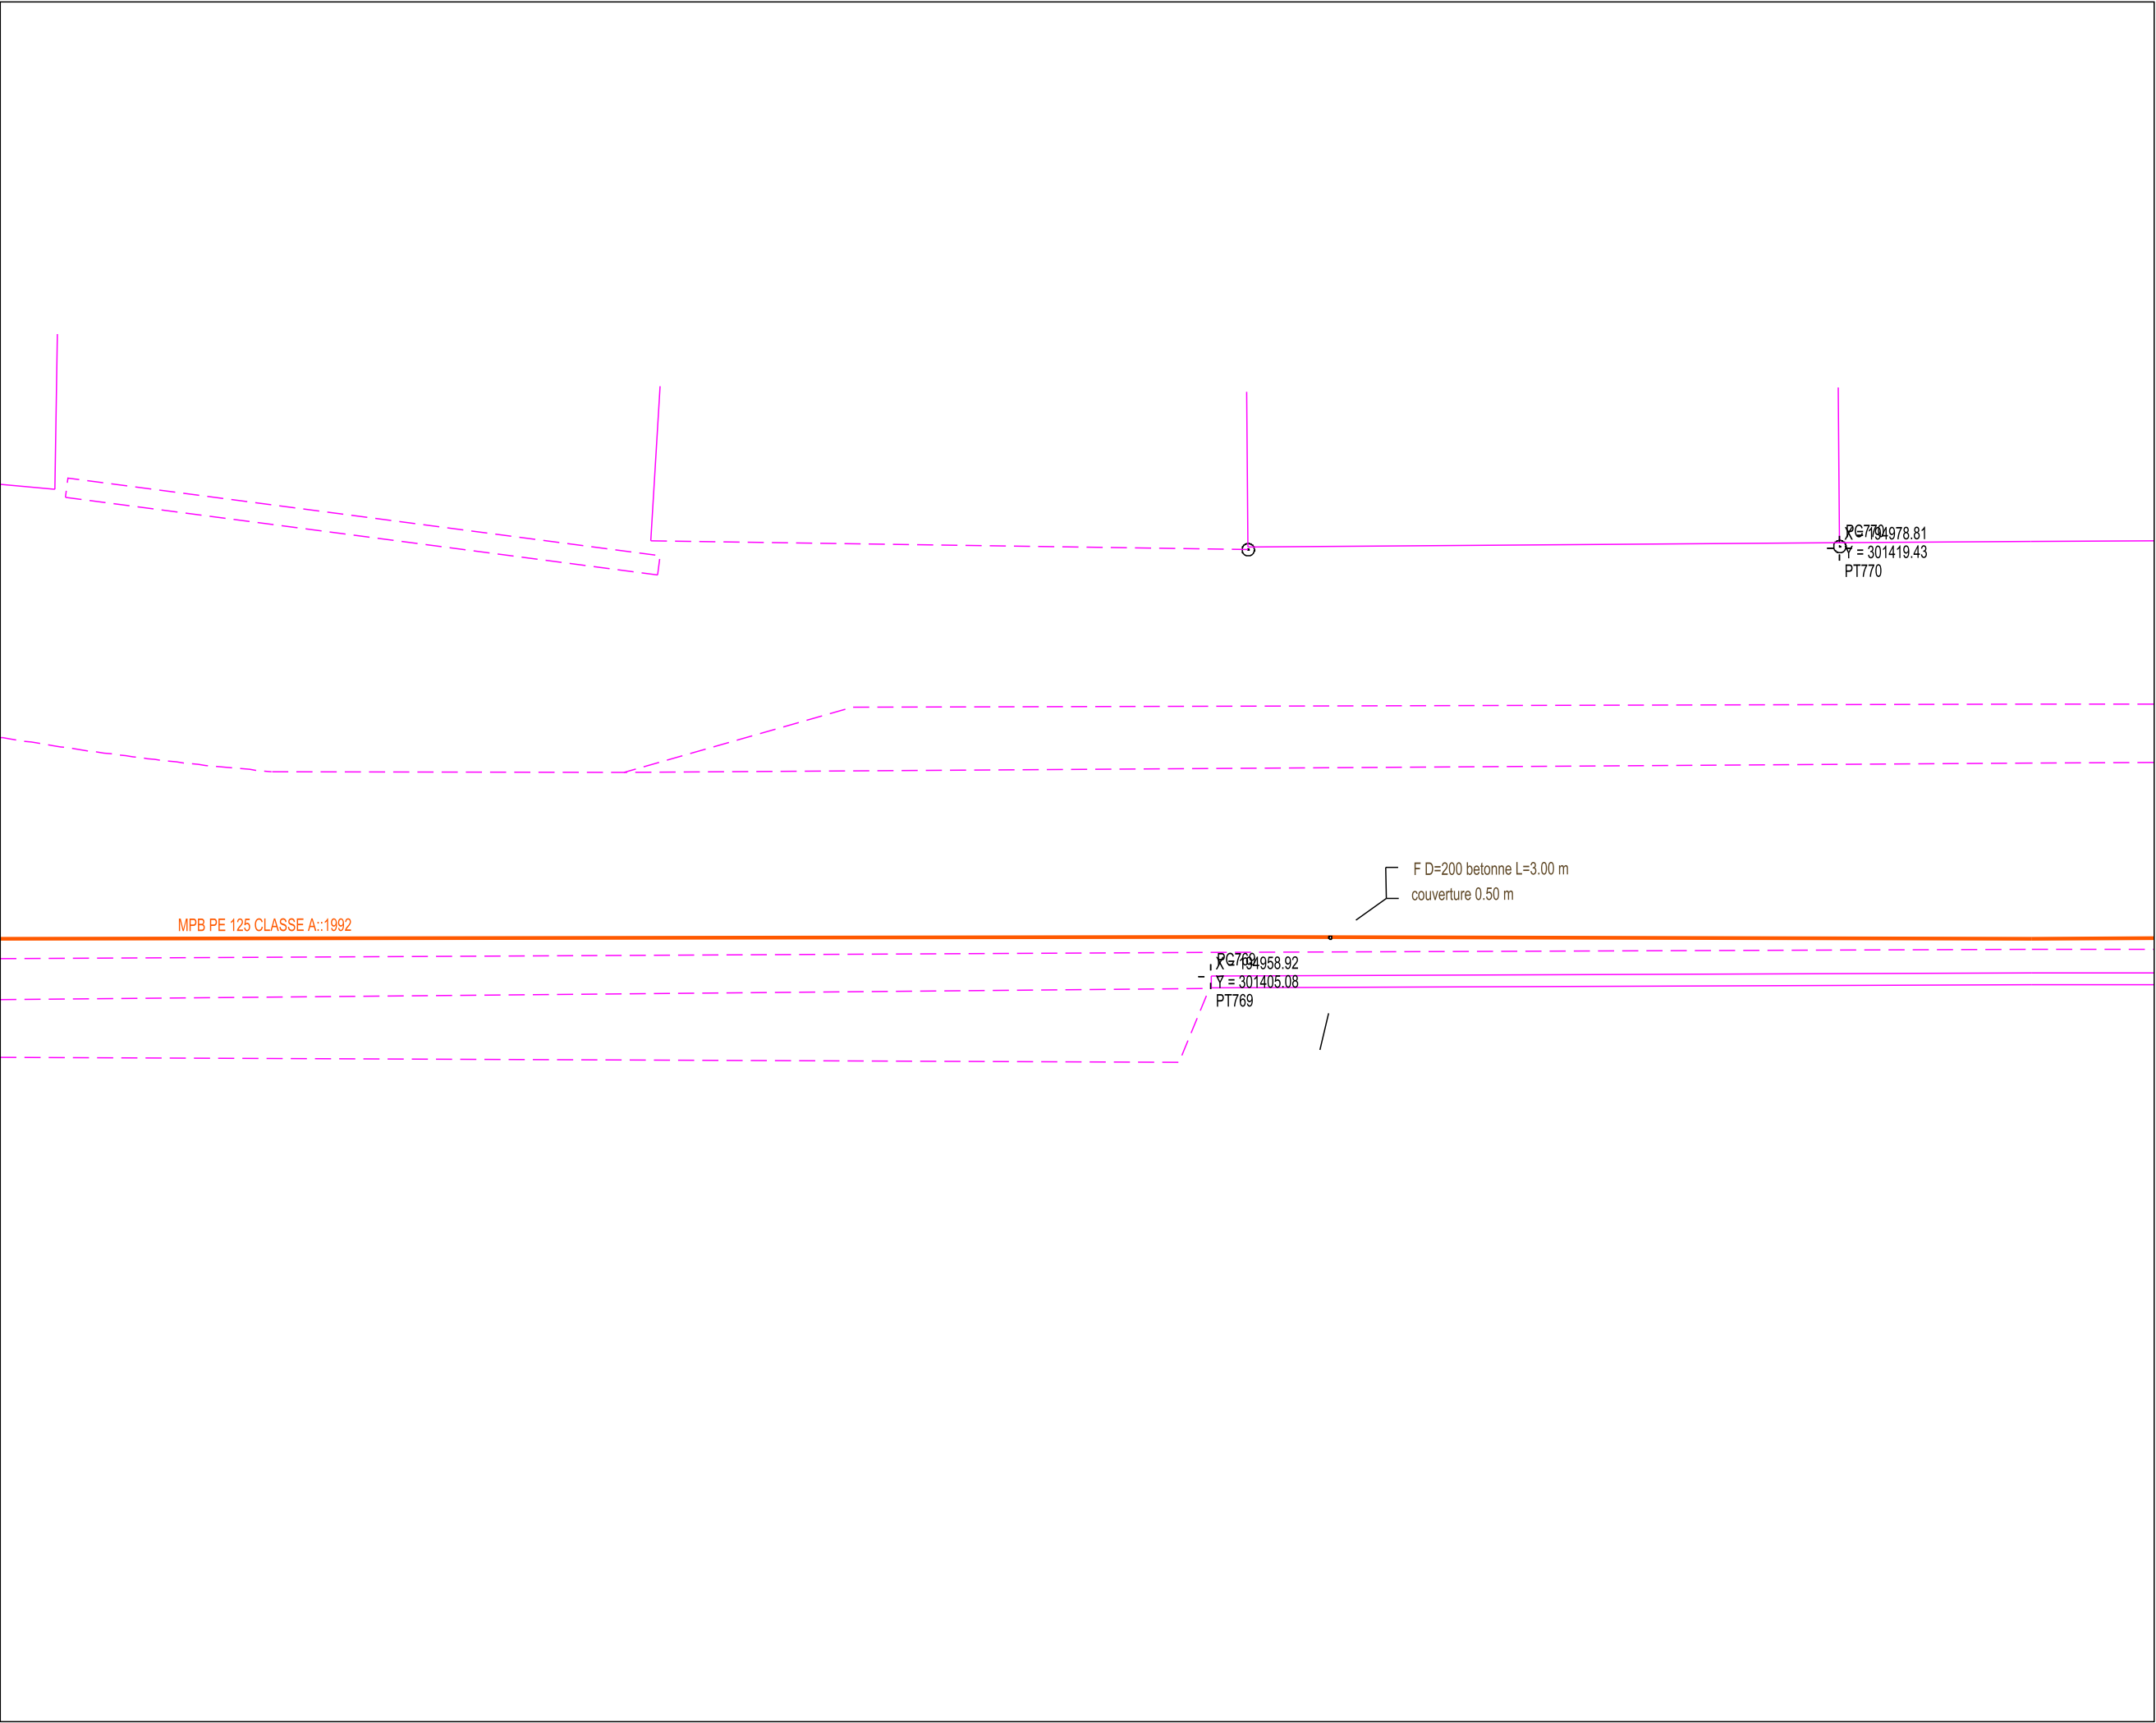 PC770
X = 194978.81
Y = 301419.43
PT770
F D=200 betonne L=3.00 m
couverture 0.50 m
MPB PE 125 CLASSE A::1992
PC769
X = 194958.92
Y = 301405.08
PT769